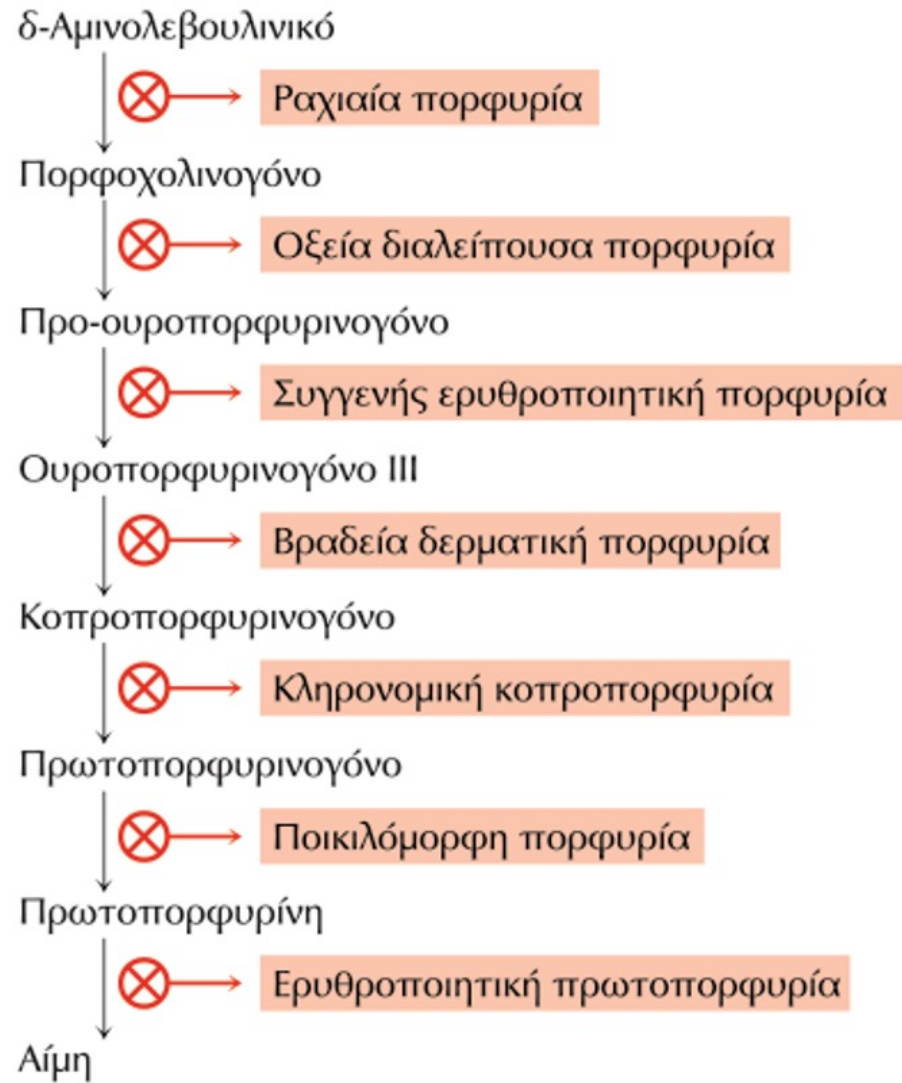 δ-Αμινολεβουλινικό
Ραχιαία πορφυρία
Πορφοχολινογόνο
Οξεία διαλείπουσα πορφυρία
Προ-ουροπορφυρινογόνο
Συγγενής ερυθροποιητική πορφυρία
Ουροπορφυρινογόνο III
Βραδεία δερματική πορφυρία
Κοπροπορφυρινογόνο
Κληρονομική κοπροπορφυρία
Πρωτοπορφυρινογόνο
Ποικιλόμορφη πορφυρία
Πρωτοπορφυρίνη
Ερυθροποιητική πρωτοπορφυρία
Αίμη